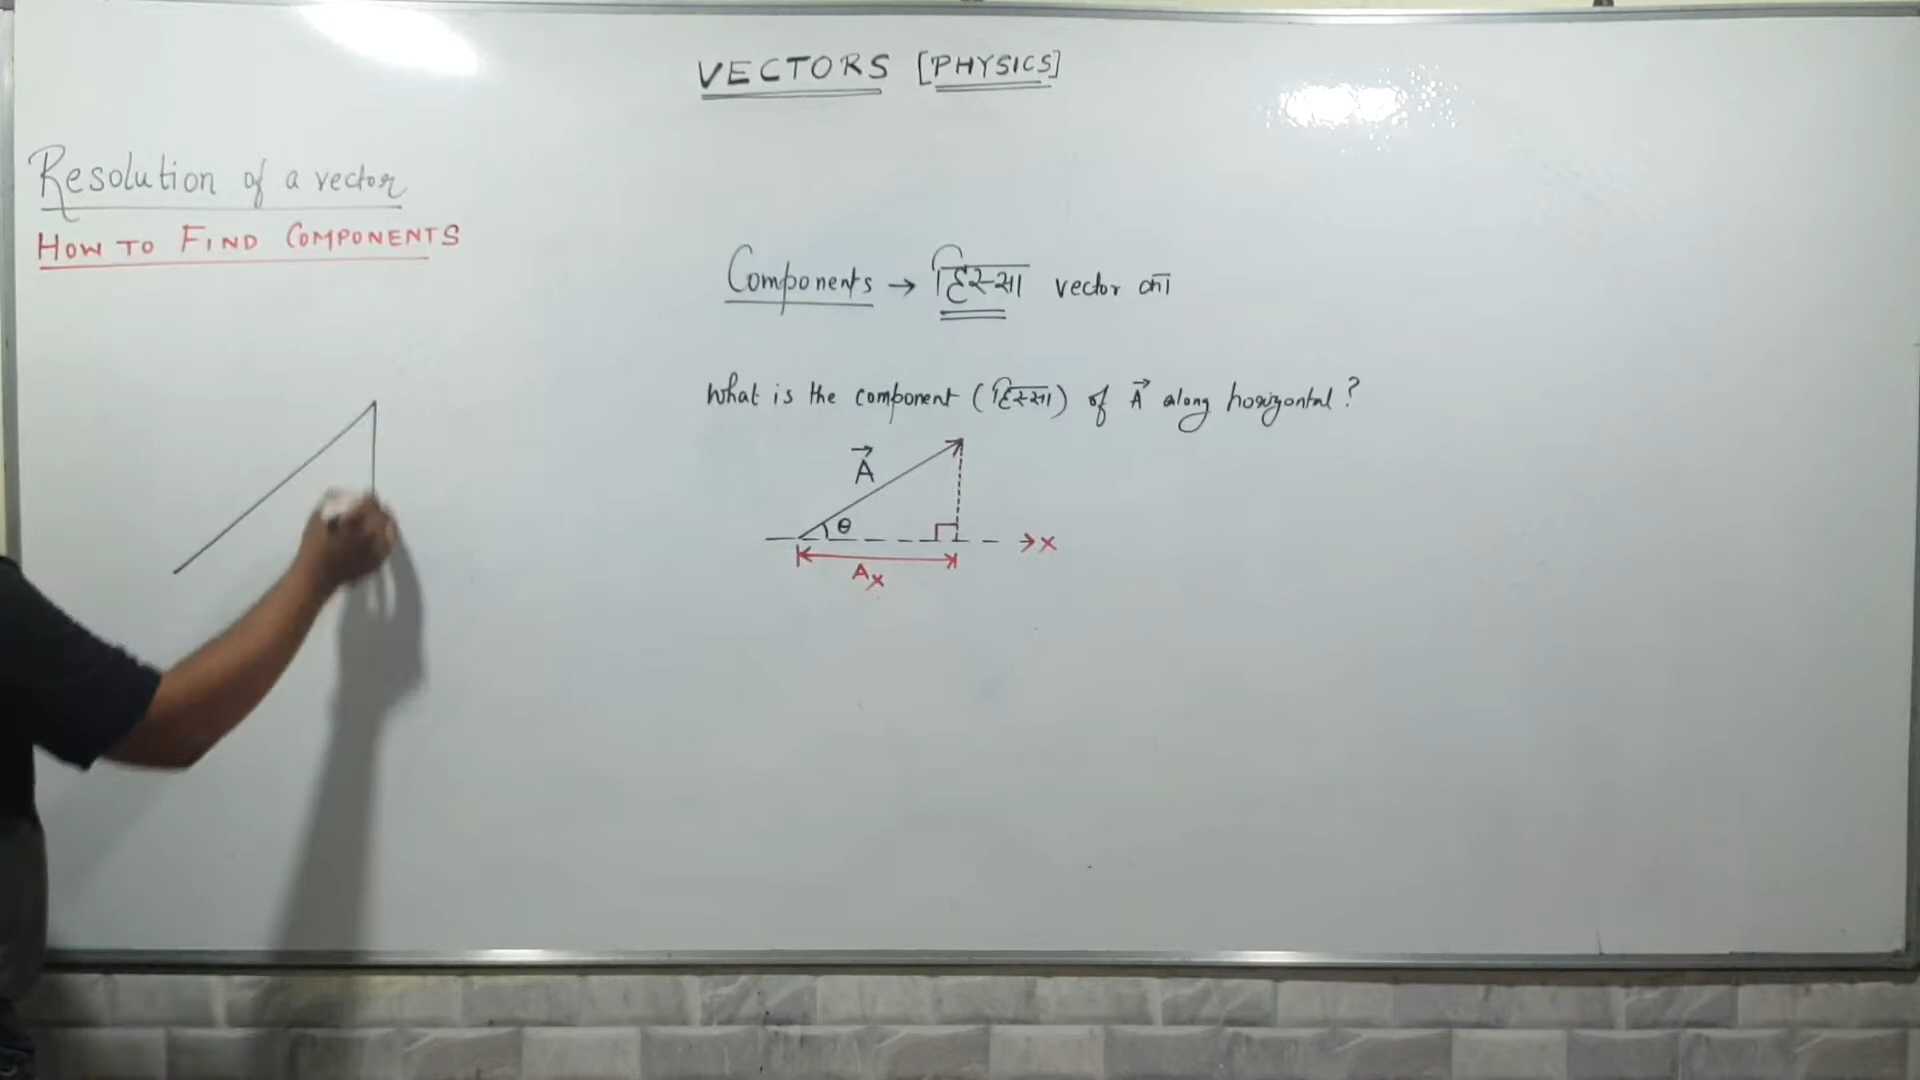 VECTORS [PHYSICS]
Resolution of a vector
HOW TO FIND COMPONENTS
Components → हिस्सा vector का
What is the component (हिस्सा) of A⃗ along horizontal?
A⃗
θ
→ x
Ax